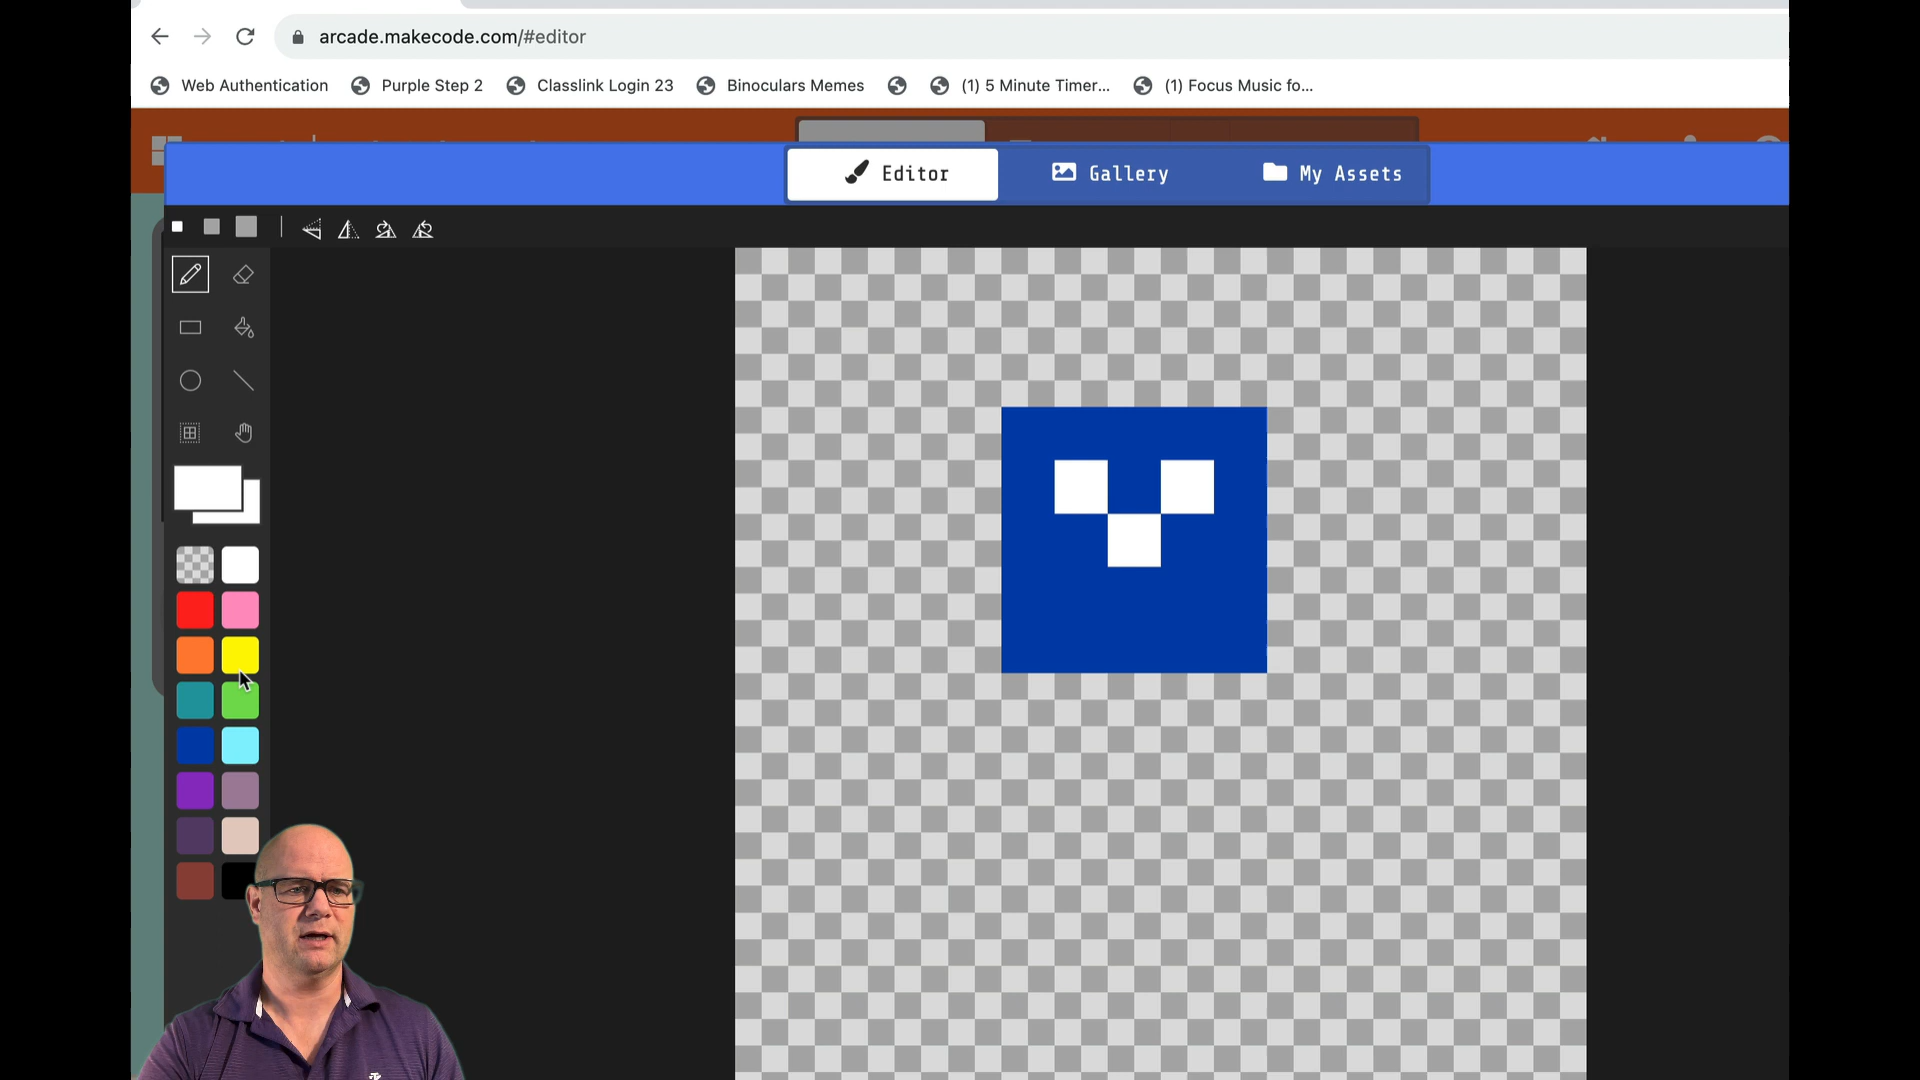 arcade.makecode.com/#editor
Web Authentication Purple Step 2 Classlink Login 23 Binoculars Memes (1) 5 Minute Timer... (1) Focus Music fo...
Editor Gallery My Assets